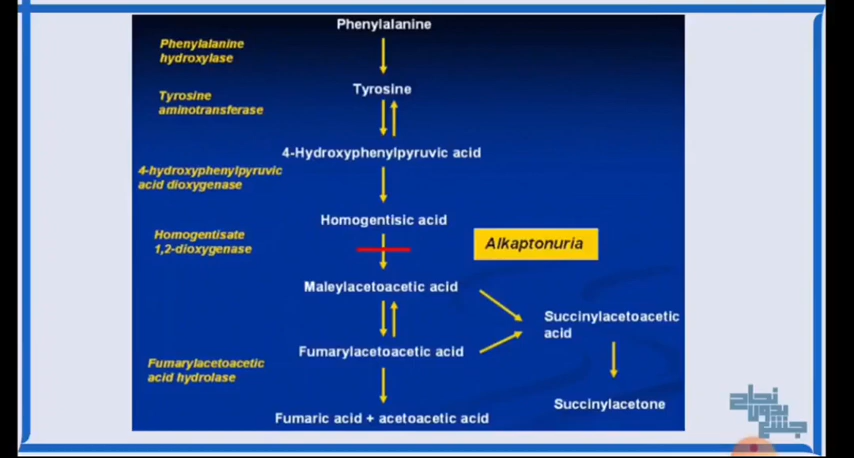 Phenylalanine
Phenylalanine
hydroxylase
Tyrosine
Tyrosine
aminotransferase
4-Hydroxyphenylpyruvic acid
4-hydroxyphenylpyruvic
acid dioxygenase
Homogentisic acid
Homogentisate
1,2-dioxygenase
Alkaptonuria
Maleylacetoacetic acid
Succinylacetoacetic
acid
Fumarylacetoacetic acid
Fumarylacetoacetic
acid hydrolase
Succinylacetone
Fumaric acid + acetoacetic acid